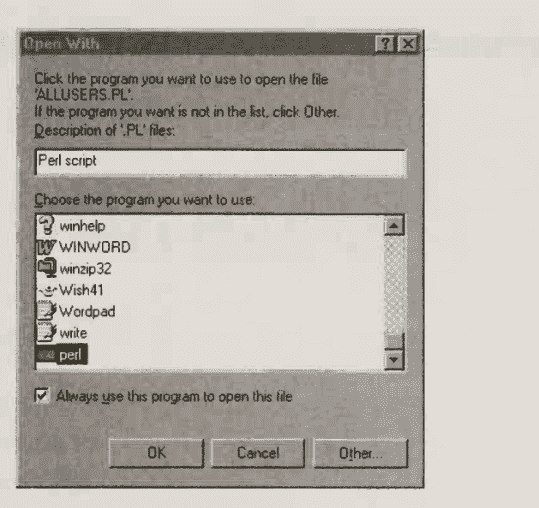 Open With
Click the program you want to use to open the file
'ALLUSERS.PL'.
If the program you want is not in the list, click Other.
Description of '.PL' files:
Perl script
Choose the program you want to use:
winhelp
WINWORD
winzip32
Wish41
Wordpad
write
perl
Always use this program to open this file
OK
Cancel
Other...